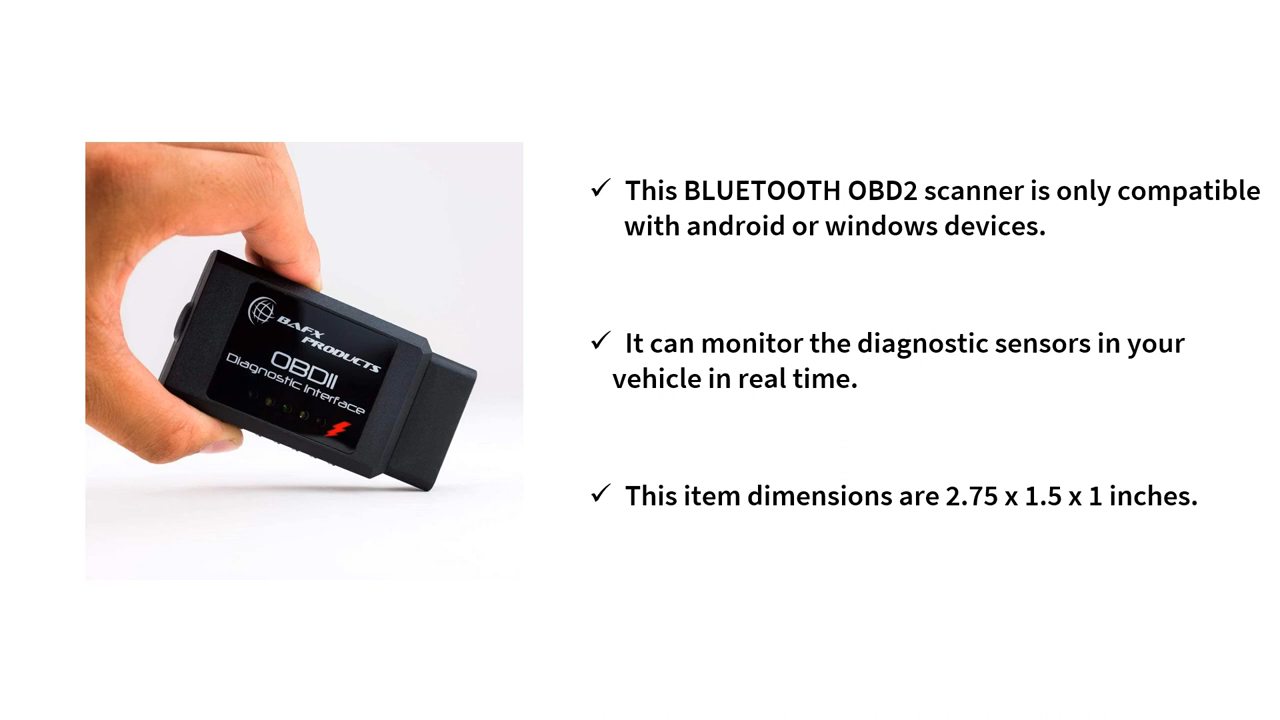 BAFX
PRODUCTS
OBDII
Diagnostic Interface
✓ This BLUETOOTH OBD2 scanner is only compatible
with android or windows devices.
✓ It can monitor the diagnostic sensors in your
vehicle in real time.
✓ This item dimensions are 2.75 x 1.5 x 1 inches.